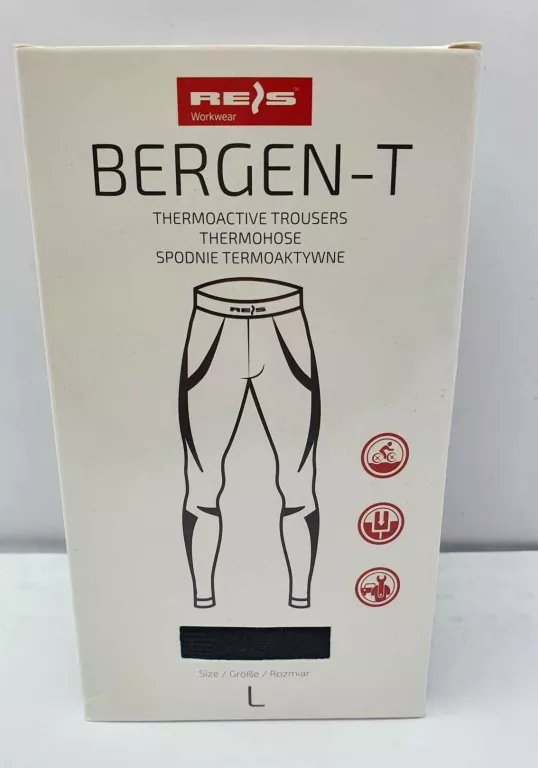 REIS
Workwear
BERGEN-T
THERMOACTIVE TROUSERS
THERMOHOSE
SPODNIE TERMOAKTYWNE
REIS
Size / Größe / Rozmiar
L